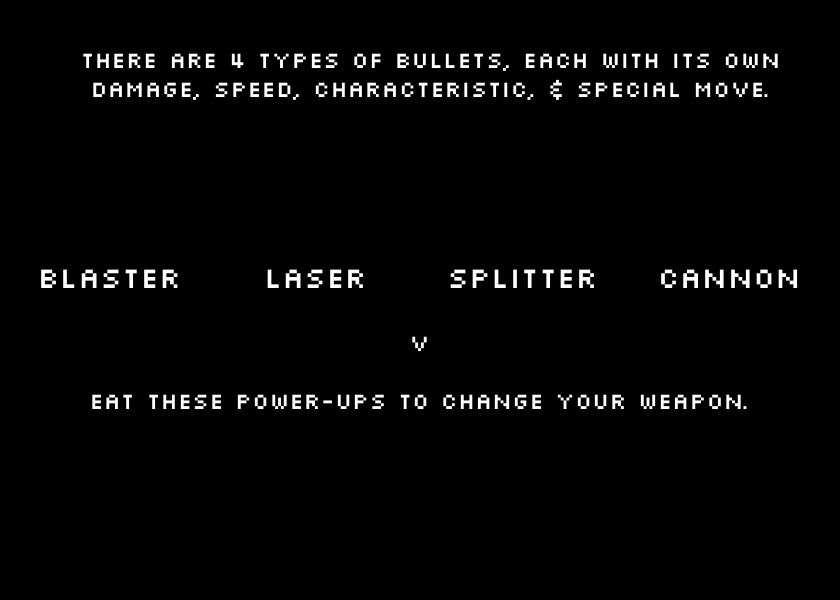 THERE ARE 4 TYPES OF BULLETS, EACH WITH ITS OWN
DAMAGE, SPEED, CHARACTERISTIC, & SPECIAL MOVE.
BLASTER LASER SPLITTER CANNON
V
EAT THESE POWER-UPS TO CHANGE YOUR WEAPON.